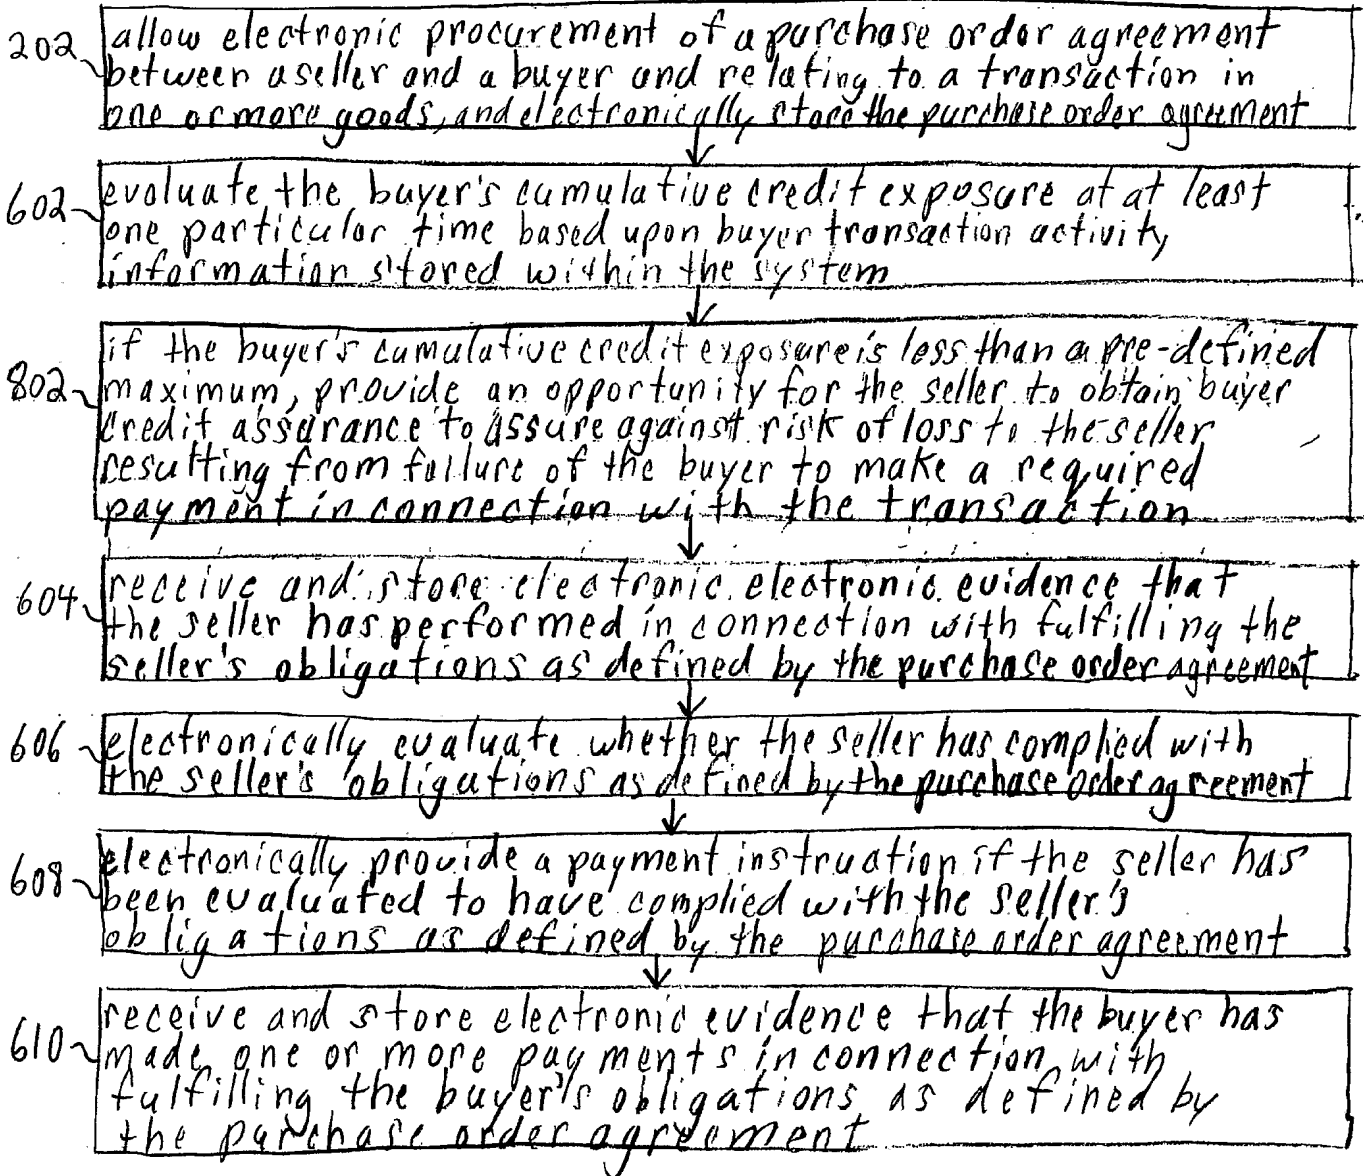 202 allow electronic procurement of a purchase order agreement
between a seller and a buyer and relating to a transaction in
one or more goods, and electronically store the purchase order agreement
602 evaluate the buyer's cumulative credit exposure at at least
one particular time based upon buyer transaction activity
information stored within the system
if the buyer's cumulative credit exposure is less than a pre-defined
802 maximum, provide an opportunity for the seller to obtain buyer
credit assurance to assure against risk of loss to the seller
resulting from failure of the buyer to make a required
payment in connection with the transaction
604 receive and store electronic electronic evidence that
the seller has performed in connection with fulfilling the
seller's obligations as defined by the purchase order agreement
606 electronically evaluate whether the seller has complied with
the seller's obligations as defined by the purchase order agreement
608 electronically provide a payment instruction if the seller has
been evaluated to have complied with the seller's
obligations as defined by the purchase order agreement
receive and store electronic evidence that the buyer has
610 made one or more payments in connection with
fulfilling the buyer's obligations as defined by
the purchase order agreement